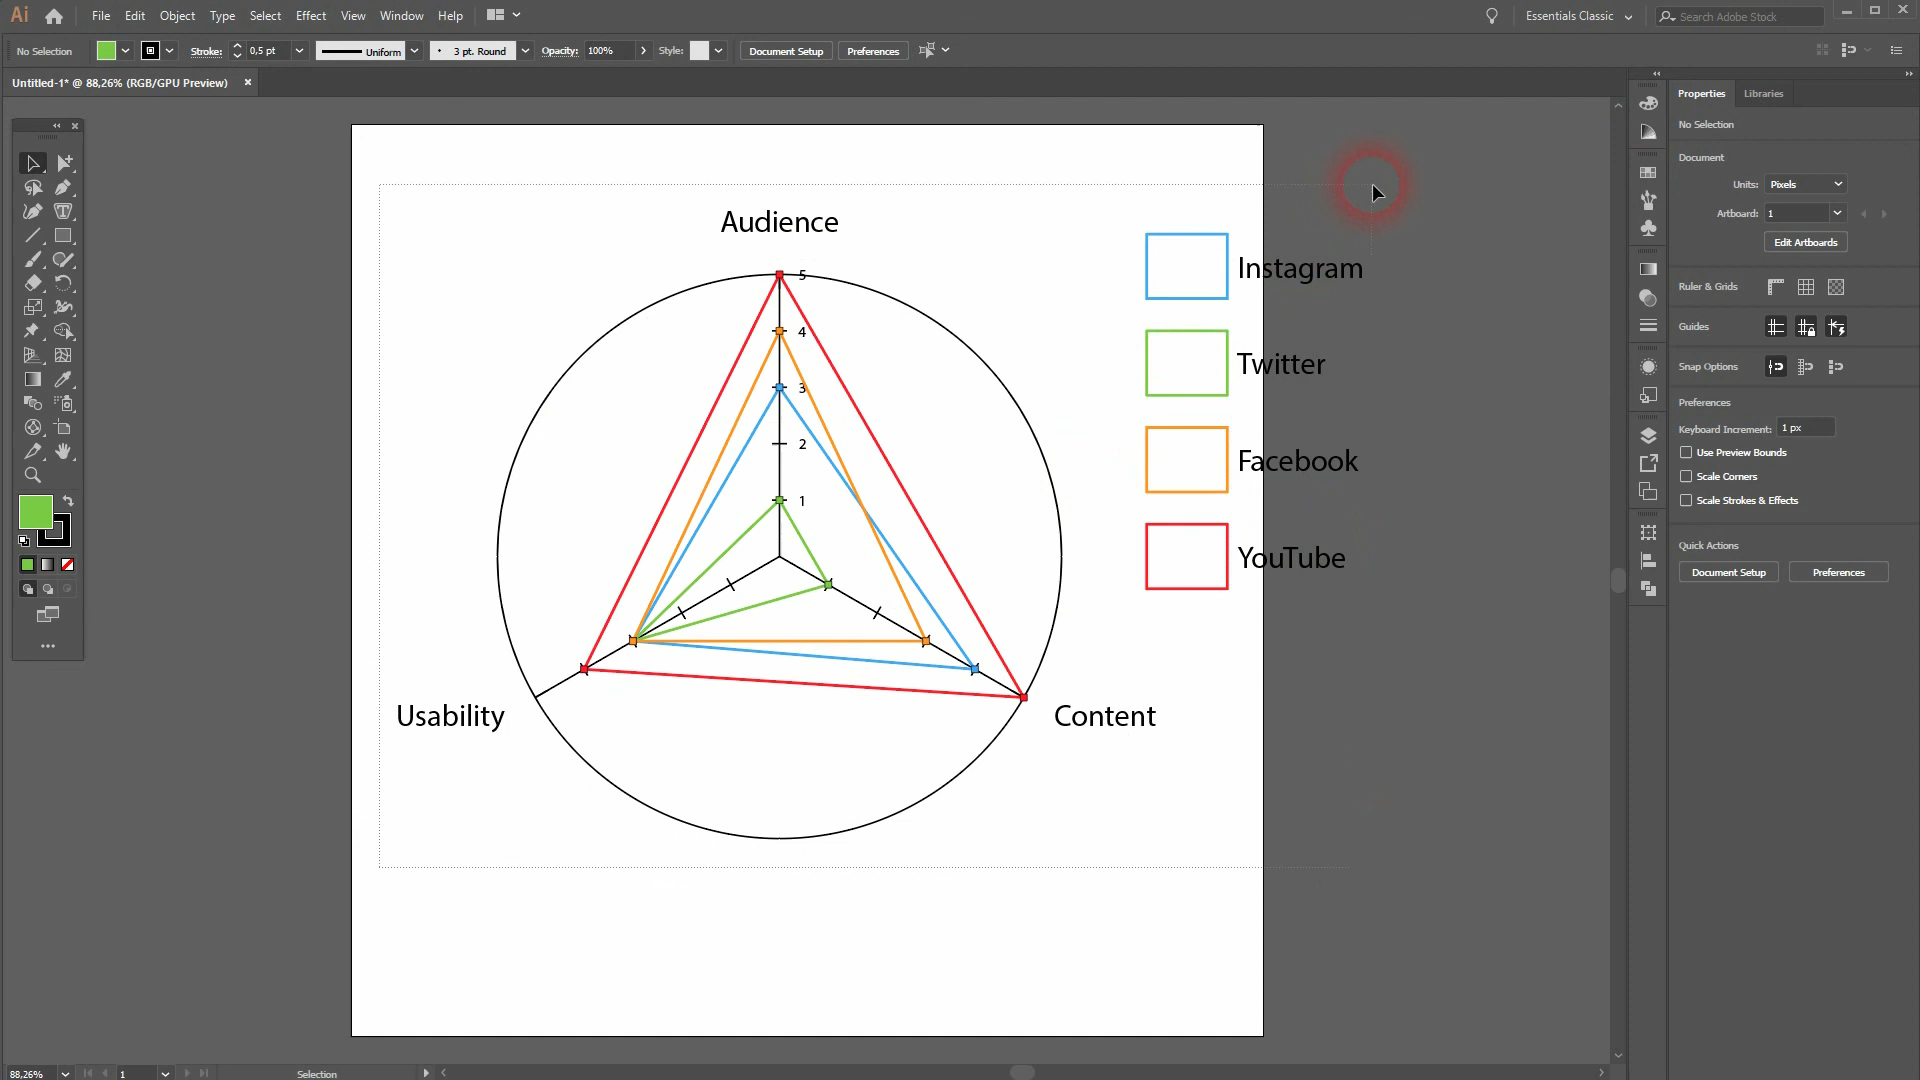 Ai File Edit Object Type Select Effect View Window Help Essentials Classic Search Adobe Stock
No Selection Stroke: 0,5 pt Uniform 3 pt. Round Opacity: 100% Style: Document Setup Preferences
Untitled-1* @ 88,26% (RGB/GPU Preview)
Audience
5
4
3
2
1
Usability
Content
Instagram
Twitter
Facebook
YouTube
Properties Libraries
No Selection
Document
Units: Pixels
Artboard: 1
Edit Artboards
Ruler & Grids
Guides
Snap Options
Preferences
Keyboard Increment: 1 px
Use Preview Bounds
Scale Corners
Scale Strokes & Effects
Quick Actions
Document Setup Preferences
88,26% 1 Selection